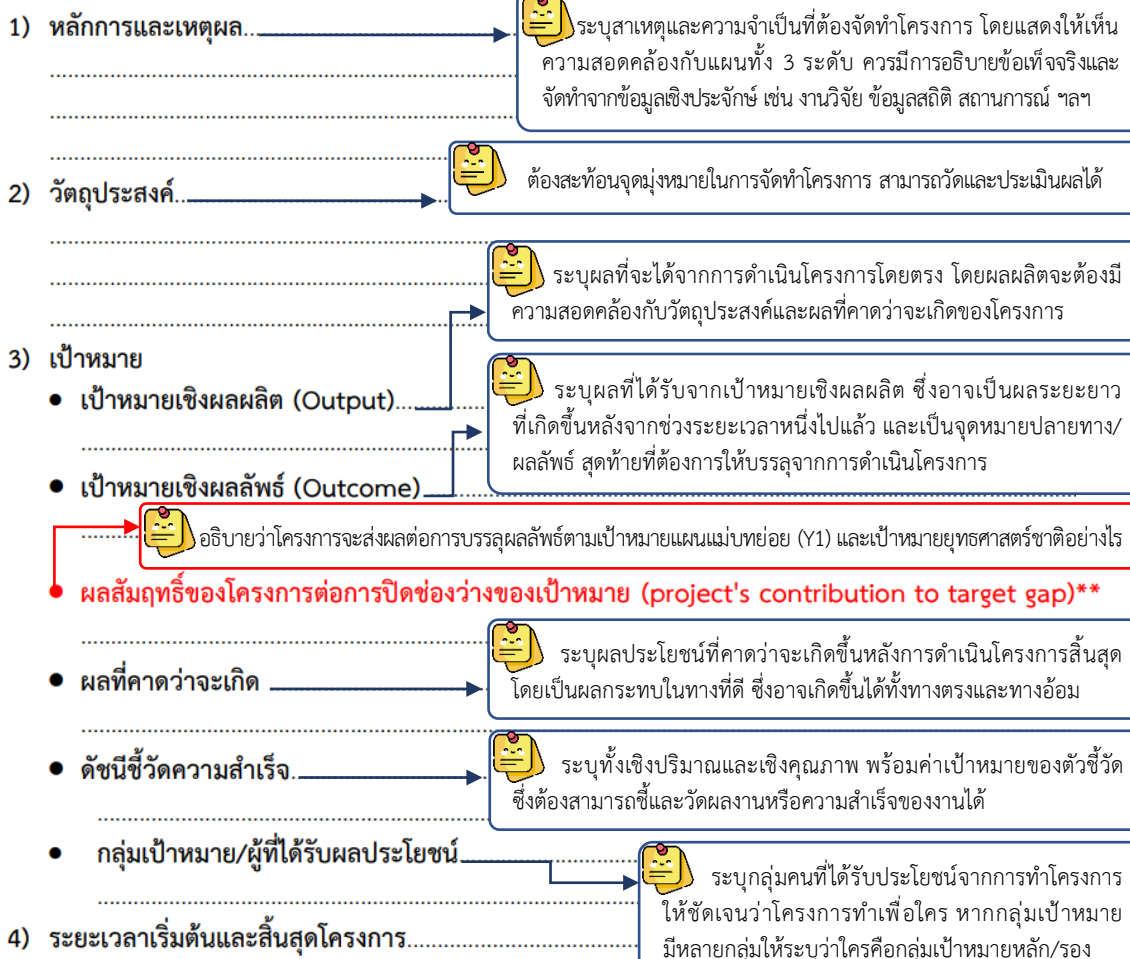 1) หลักการและเหตุผล
ระบุสาเหตุและความจำเป็นที่ต้องจัดทำโครงการ โดยแสดงให้เห็น
ความสอดคล้องกับแผนทั้ง 3 ระดับ ควรมีการอธิบายข้อเท็จจริงและ
จัดทำจากข้อมูลเชิงประจักษ์ เช่น งานวิจัย ข้อมูลสถิติ สถานการณ์ ฯลฯ
2) วัตถุประสงค์
ต้องสะท้อนจุดมุ่งหมายในการจัดทำโครงการ สามารถวัดและประเมินผลได้
ระบุผลที่จะได้จากการดำเนินโครงการโดยตรง โดยผลผลิตจะต้องมี
ความสอดคล้องกับวัตถุประสงค์และผลที่คาดว่าจะเกิดของโครงการ
3) เป้าหมาย
● เป้าหมายเชิงผลผลิต (Output)
ระบุผลที่ได้รับจากเป้าหมายเชิงผลผลิต ซึ่งอาจเป็นผลระยะยาว
ที่เกิดขึ้นหลังจากช่วงระยะเวลาหนึ่งไปแล้ว และเป็นจุดหมายปลายทาง/
ผลลัพธ์ สุดท้ายที่ต้องการให้บรรลุจากการดำเนินโครงการ
● เป้าหมายเชิงผลลัพธ์ (Outcome)
อธิบายว่าโครงการจะส่งผลต่อการบรรลุผลลัพธ์ตามเป้าหมายแผนแม่บทย่อย (Y1) และเป้าหมายยุทธศาสตร์ชาติอย่างไร
● ผลสัมฤทธิ์ของโครงการต่อการปิดช่องว่างของเป้าหมาย (project's contribution to target gap)**
ระบุผลประโยชน์ที่คาดว่าจะเกิดขึ้นหลังการดำเนินโครงการสิ้นสุด
โดยเป็นผลกระทบในทางที่ดี ซึ่งอาจเกิดขึ้นได้ทั้งทางตรงและทางอ้อม
● ผลที่คาดว่าจะเกิด
● ดัชนีชี้วัดความสำเร็จ
ระบุทั้งเชิงปริมาณและเชิงคุณภาพ พร้อมค่าเป้าหมายของตัวชี้วัด
ซึ่งต้องสามารถชี้และวัดผลงานหรือความสำเร็จของงานได้
● กลุ่มเป้าหมาย/ผู้ที่ได้รับผลประโยชน์
ระบุกลุ่มคนที่ได้รับประโยชน์จากการทำโครงการ
ให้ชัดเจนว่าโครงการทำเพื่อใคร หากกลุ่มเป้าหมาย
มีหลายกลุ่มให้ระบุว่าใครคือกลุ่มเป้าหมายหลัก/รอง
4) ระยะเวลาเริ่มต้นและสิ้นสุดโครงการ